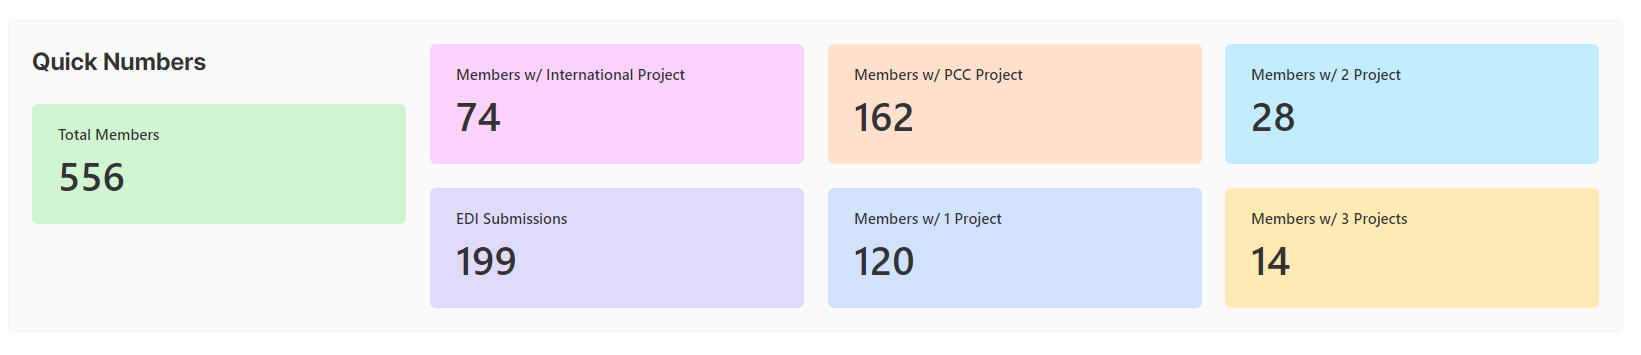 Quick Numbers
Total Members
556
Members w/ International Project
74
Members w/ PCC Project
162
Members w/ 2 Project
28
EDI Submissions
199
Members w/ 1 Project
120
Members w/ 3 Projects
14